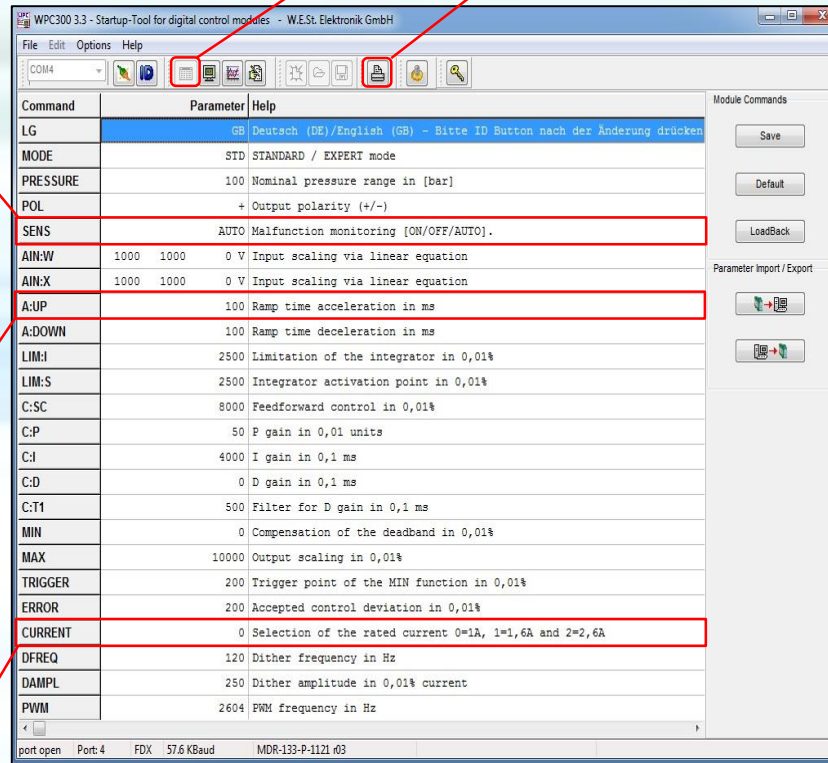 WPC300 3.3 - Startup-Tool for digital control modules - W.E.St. Elektronik GmbH
File Edit Options Help
COM4
Command Parameter Help
LG GB Deutsch (DE)/English (GB) - Bitte ID Button nach der Änderung drücken
MODE STD STANDARD / EXPERT mode
PRESSURE 100 Nominal pressure range in [bar]
POL + Output polarity (+/-)
SENS AUTO Malfunction monitoring [ON/OFF/AUTO].
AIN:W 1000 1000 0 V Input scaling via linear equation
AIN:X 1000 1000 0 V Input scaling via linear equation
A:UP 100 Ramp time acceleration in ms
A:DOWN 100 Ramp time deceleration in ms
LIM:I 2500 Limitation of the integrator in 0,01%
LIM:S 2500 Integrator activation point in 0,01%
C:SC 8000 Feedforward control in 0,01%
C:P 50 P gain in 0,01 units
C:I 4000 I gain in 0,1 ms
C:D 0 D gain in 0,1 ms
C:T1 500 Filter for D gain in 0,1 ms
MIN 0 Compensation of the deadband in 0,01%
MAX 10000 Output scaling in 0,01%
TRIGGER 200 Trigger point of the MIN function in 0,01%
ERROR 200 Accepted control deviation in 0,01%
CURRENT 0 Selection of the rated current 0=1A, 1=1,6A and 2=2,6A
DFREQ 120 Dither frequency in Hz
DAMPL 250 Dither amplitude in 0,01% current
PWM 2604 PWM frequency in Hz
Module Commands
Save
Default
LoadBack
Parameter Import / Export
port open Port: 4 FDX 57.6 KBaud MDR-133-P-1121 r03